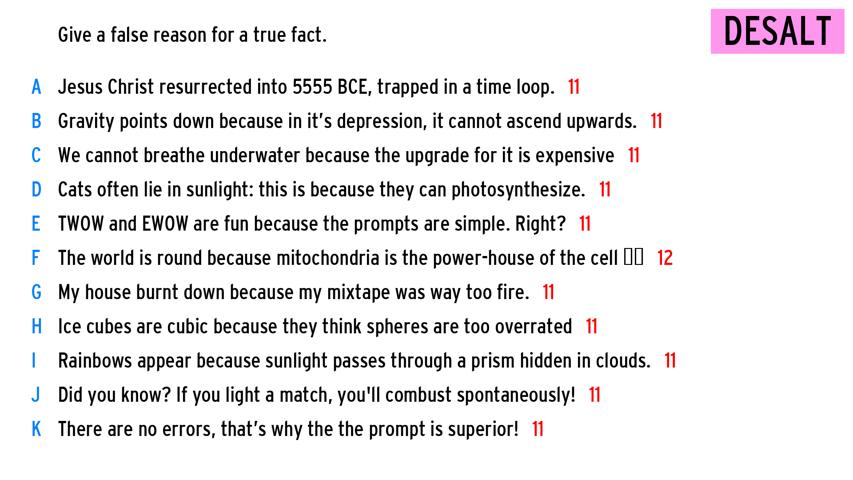 Give a false reason for a true fact.
DESALT
A Jesus Christ resurrected into 5555 BCE, trapped in a time loop. 11
B Gravity points down because in it’s depression, it cannot ascend upwards. 11
C We cannot breathe underwater because the upgrade for it is expensive 11
D Cats often lie in sunlight: this is because they can photosynthesize. 11
E TWOW and EWOW are fun because the prompts are simple. Right? 11
F The world is round because mitochondria is the power-house of the cell 12
G My house burnt down because my mixtape was way too fire. 11
H Ice cubes are cubic because they think spheres are too overrated 11
I Rainbows appear because sunlight passes through a prism hidden in clouds. 11
J Did you know? If you light a match, you'll combust spontaneously! 11
K There are no errors, that’s why the the prompt is superior! 11